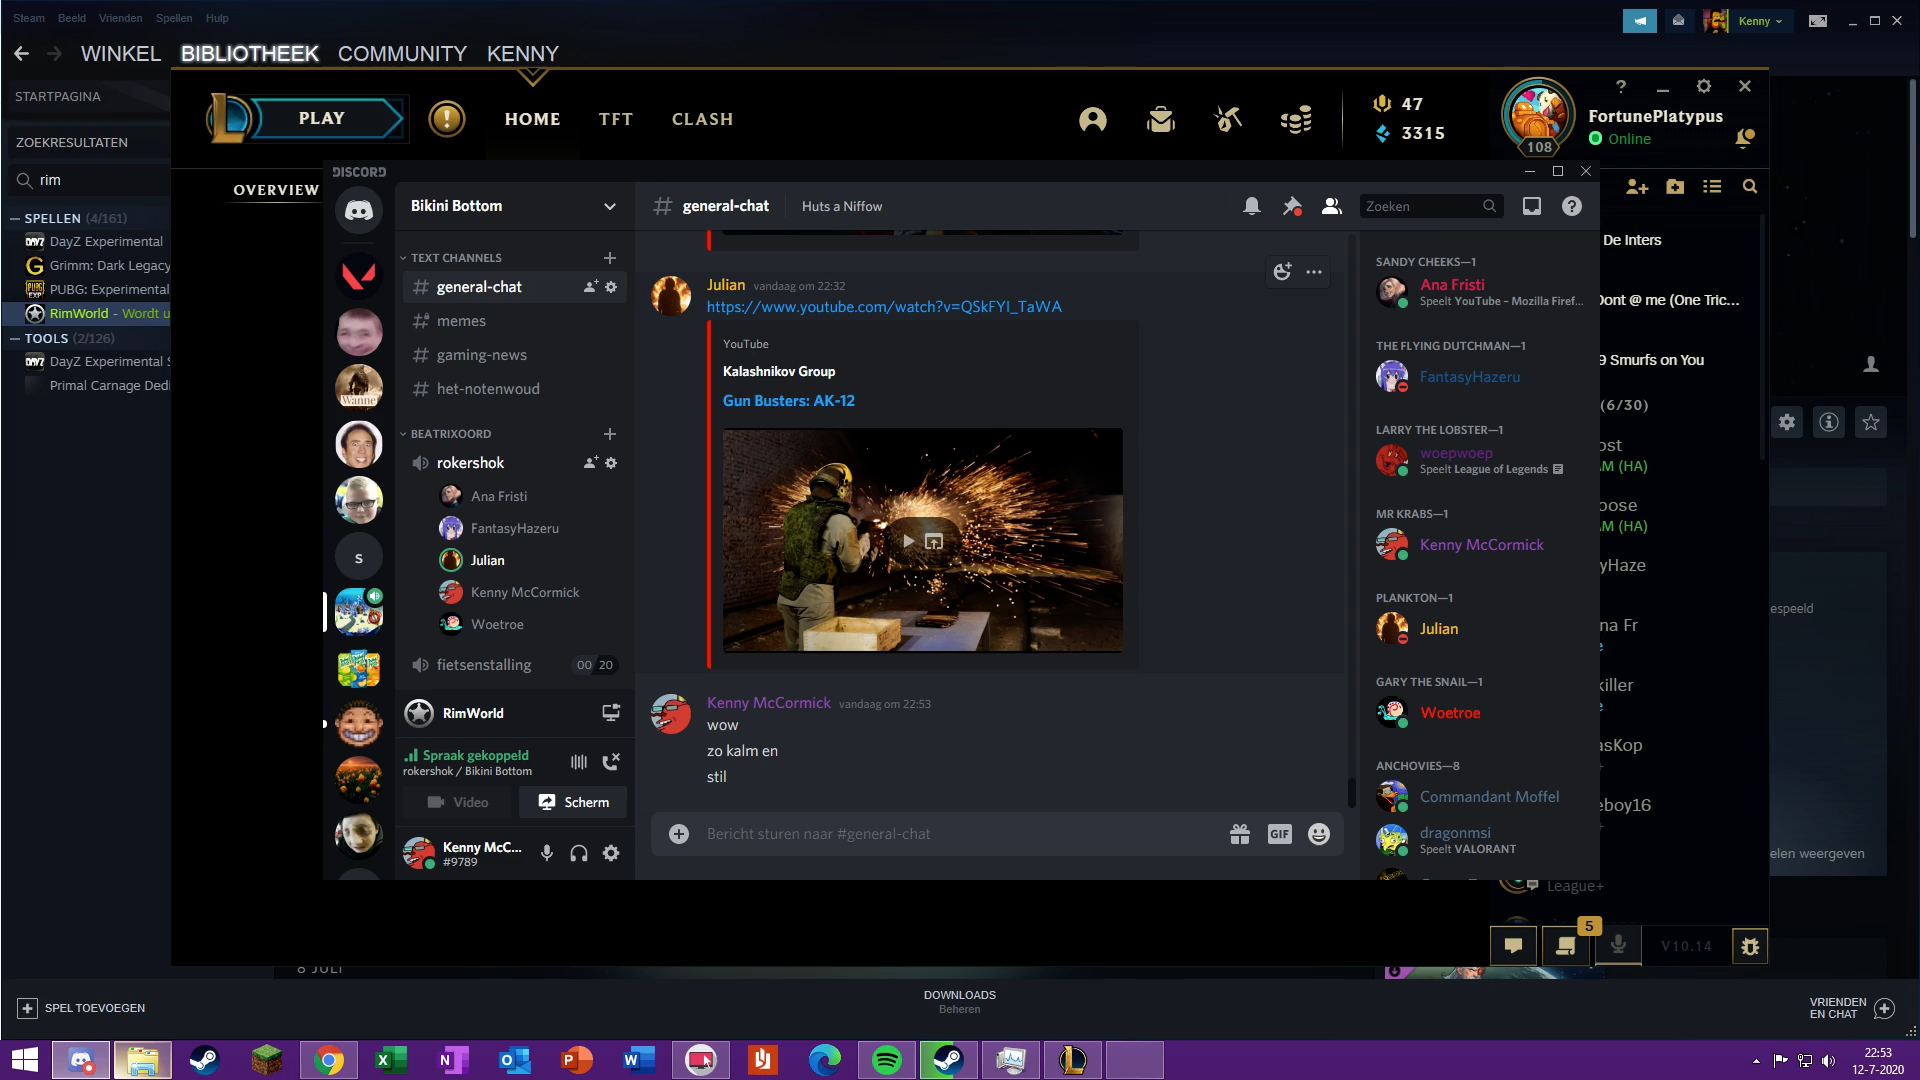 Steam Beeld Vrienden Spellen Hulp
Kenny
WINKEL BIBLIOTHEEK COMMUNITY KENNY
STARTPAGINA
ZOEKRESULTATEN
rim
SPELLEN (4/161)
DayZ Experimental
Grimm: Dark Legacy
PUBG: Experimental
RimWorld - Wordt u
TOOLS (2/126)
DayZ Experimental S
Primal Carnage Dedi
PLAY
HOME TFT CLASH
47
3315
108
FortunePlatypus
Online
OVERVIEW
DISCORD
Wanne
S
Bikini Bottom
TEXT CHANNELS
general-chat
memes
gaming-news
het-notenwoud
BEATRIXOORD
rokershok
Ana Fristi
FantasyHazeru
Julian
Kenny McCormick
Woetroe
fietsenstalling 00 20
RimWorld
Spraak gekoppeld
rokershok / Bikini Bottom
Video Scherm
Kenny McC...
#9789
# general-chat Huts a Niffow
Zoeken
Julian vandaag om 22:32
https://www.youtube.com/watch?v=QSkFYI_TaWA
YouTube
Kalashnikov Group
Gun Busters: AK-12
Kenny McCormick vandaag om 22:53
wow
zo kalm en
stil
Bericht sturen naar #general-chat
GIF
SANDY CHEEKS—1
Ana Fristi
Speelt YouTube – Mozilla Firef...
THE FLYING DUTCHMAN—1
FantasyHazeru
LARRY THE LOBSTER—1
woepwoep
Speelt League of Legends
MR KRABS—1
Kenny McCormick
PLANKTON—1
Julian
GARY THE SNAIL—1
Woetroe
ANCHOVIES—8
Commandant Moffel
dragonmsi
Speelt VALORANT
De Inters
Dont @ me (One Tric...
9 Smurfs on You
(6/30)
ost
AM (HA)
oose
AM (HA)
yHaze
na Fr
killer
asKop
eboy16
League+
5
V10.14
espeeld
elen weergeven
8 JULI
SPEL TOEVOEGEN
DOWNLOADS
Beheren
VRIENDEN
EN CHAT
22:53
12-7-2020